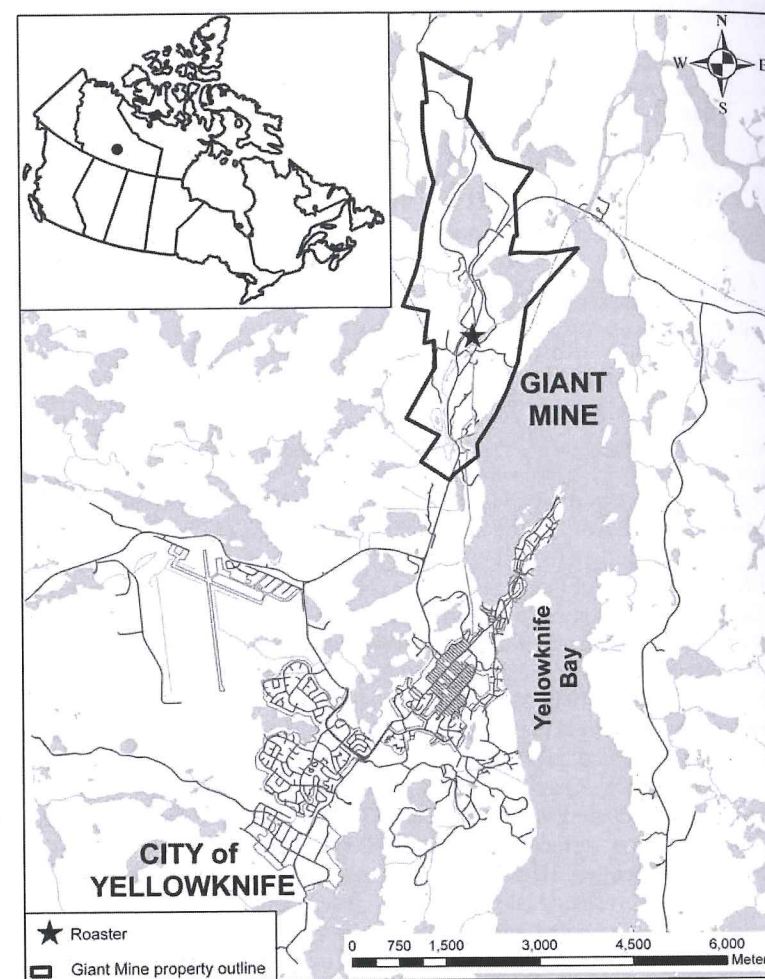 N
W E
S
GIANT
MINE
Yellowknife
Bay
CITY of
YELLOWKNIFE
Roaster
Giant Mine property outline
0 750 1,500 3,000 4,500 6,000
Meter